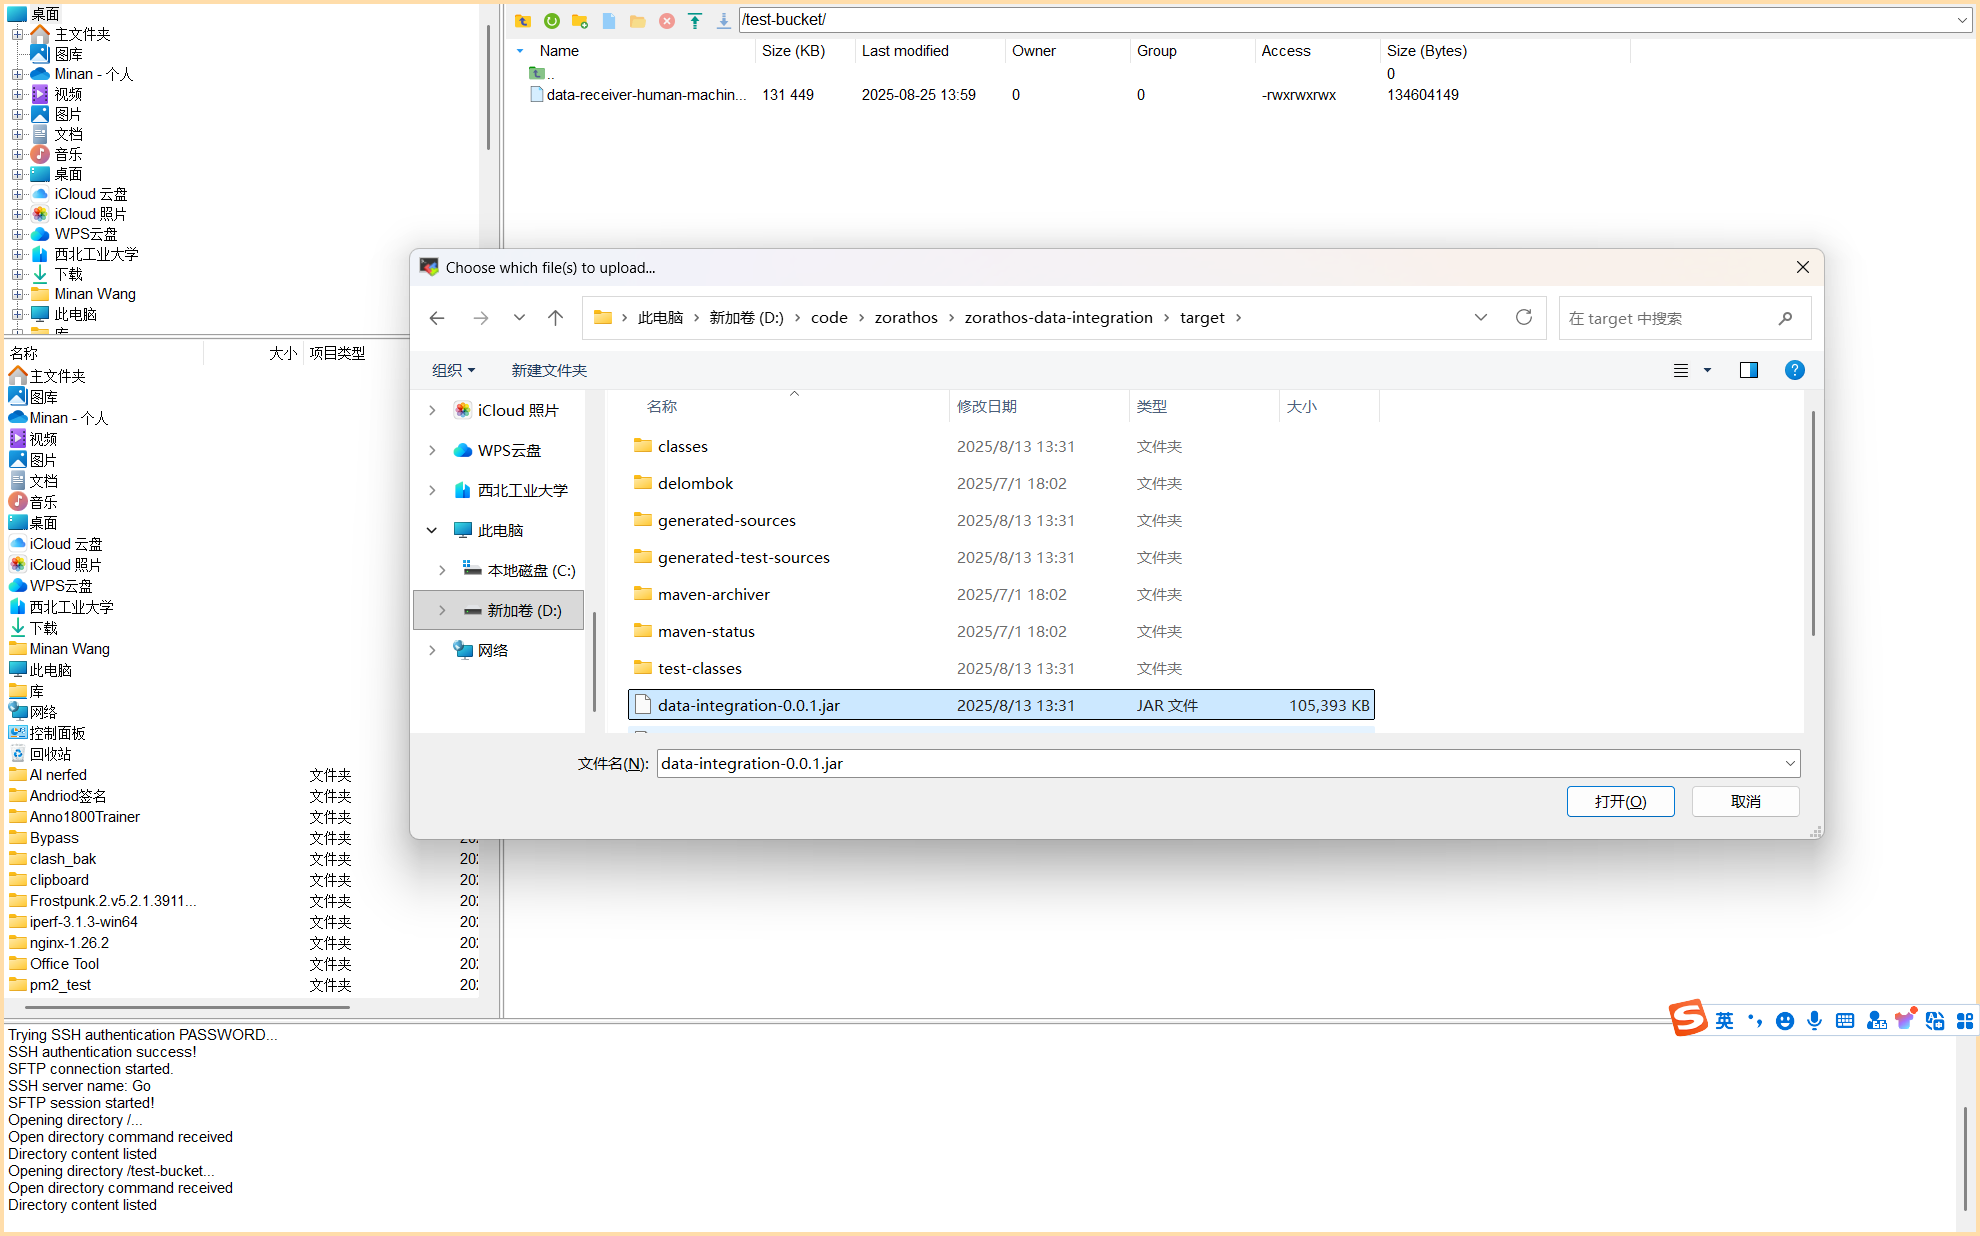 桌面
主文件夹
图库
Minan - 个人
视频
图片
文档
音乐
桌面
iCloud 云盘
iCloud 照片
WPS云盘
西北工业大学
下载
Minan Wang
此电脑
库
名称 大小 项目类型
主文件夹
图库
Minan - 个人
视频
图片
文档
音乐
桌面
iCloud 云盘
iCloud 照片
WPS云盘
西北工业大学
下载
Minan Wang
此电脑
库
网络
控制面板
回收站
AI nerfed 文件夹
Andriod签名 文件夹
Anno1800Trainer 文件夹
Bypass 文件夹
clash_bak 文件夹
clipboard 文件夹
Frostpunk.2.v5.2.1.3911... 文件夹
iperf-3.1.3-win64 文件夹
nginx-1.26.2 文件夹
Office Tool 文件夹
pm2_test 文件夹
/test-bucket/
Name Size (KB) Last modified Owner Group Access Size (Bytes)
.. 0
data-receiver-human-machin... 131 449 2025-08-25 13:59 0 0 -rwxrwxrwx 134604149
Choose which file(s) to upload...
此电脑 新加卷 (D:) code zorathos zorathos-data-integration target
在 target 中搜索
组织 新建文件夹
iCloud 照片
WPS云盘
西北工业大学
此电脑
本地磁盘 (C:)
新加卷 (D:)
网络
名称 修改日期 类型 大小
classes 2025/8/13 13:31 文件夹
delombok 2025/7/1 18:02 文件夹
generated-sources 2025/8/13 13:31 文件夹
generated-test-sources 2025/8/13 13:31 文件夹
maven-archiver 2025/7/1 18:02 文件夹
maven-status 2025/7/1 18:02 文件夹
test-classes 2025/8/13 13:31 文件夹
data-integration-0.0.1.jar 2025/8/13 13:31 JAR 文件 105,393 KB
文件名(N): data-integration-0.0.1.jar
打开(O) 取消
英
Trying SSH authentication PASSWORD...
SSH authentication success!
SFTP connection started.
SSH server name: Go
SFTP session started!
Opening directory /...
Open directory command received
Directory content listed
Opening directory /test-bucket...
Open directory command received
Directory content listed